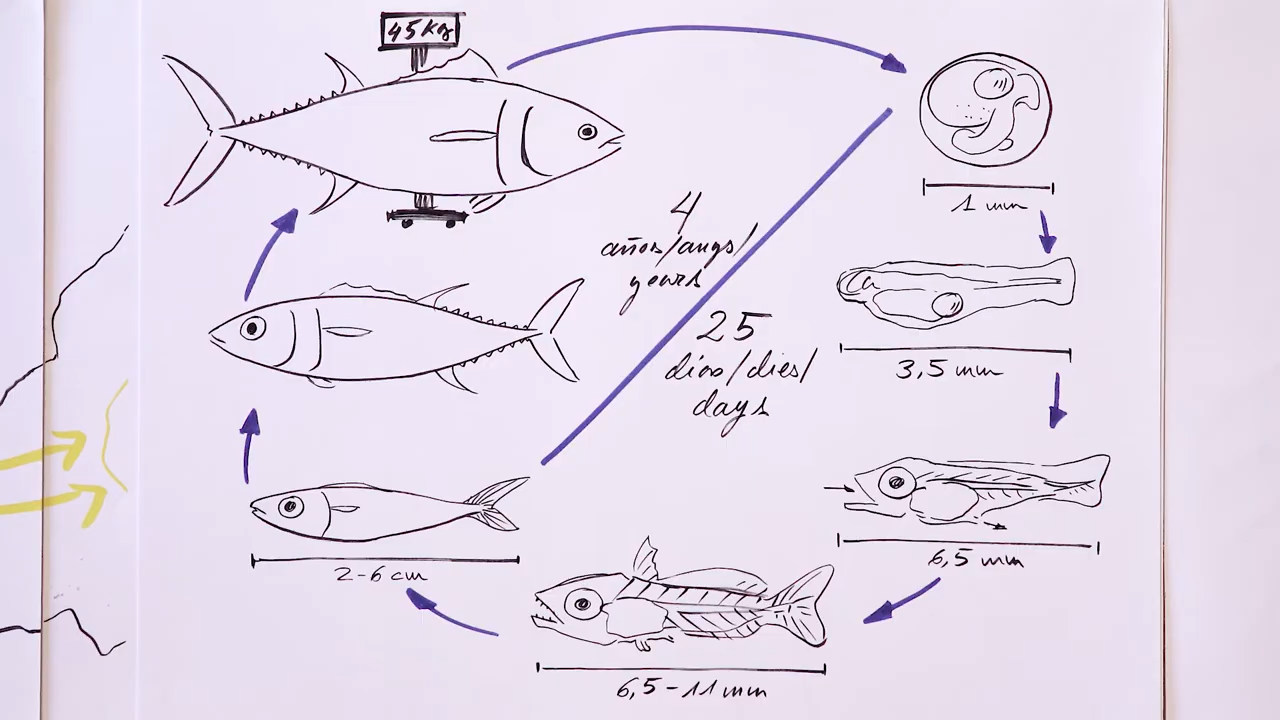 45Kg
1 mm
4
años/anys/
years
25
días/dies/
days
3,5 mm
6,5 mm
2-6 cm
6,5-11 mm